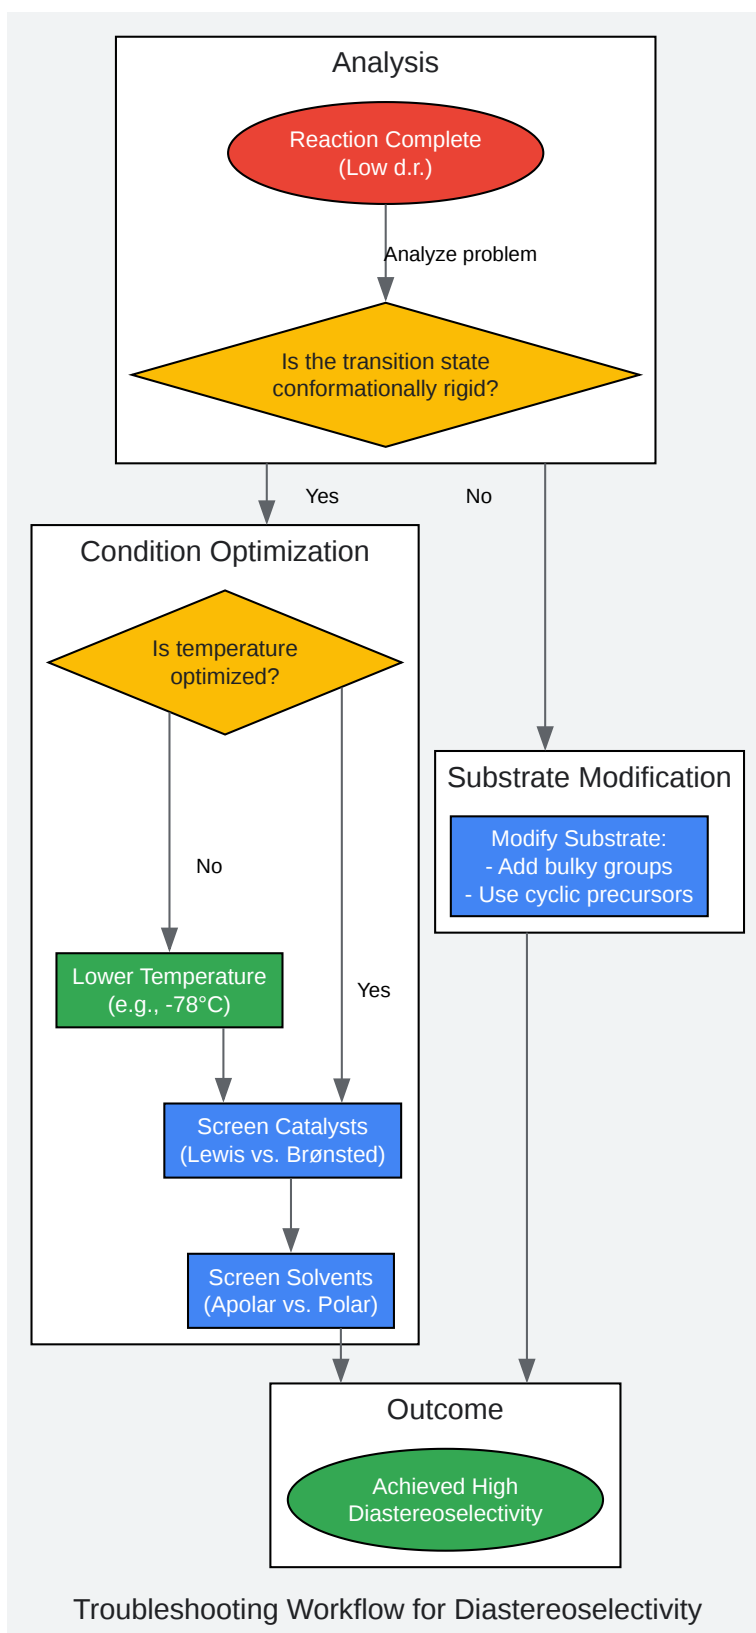 Analysis
Reaction Complete
(Low d.r.)
Analyze problem
Is the transition state
conformationally rigid?
Yes
No
Condition Optimization
Is temperature
optimized?
No
Lower Temperature
(e.g., -78°C)
Yes
Screen Catalysts
(Lewis vs. Brønsted)
Screen Solvents
(Apolar vs. Polar)
Substrate Modification
Modify Substrate:
- Add bulky groups
- Use cyclic precursors
Outcome
Achieved High
Diastereoselectivity
Troubleshooting Workflow for Diastereoselectivity